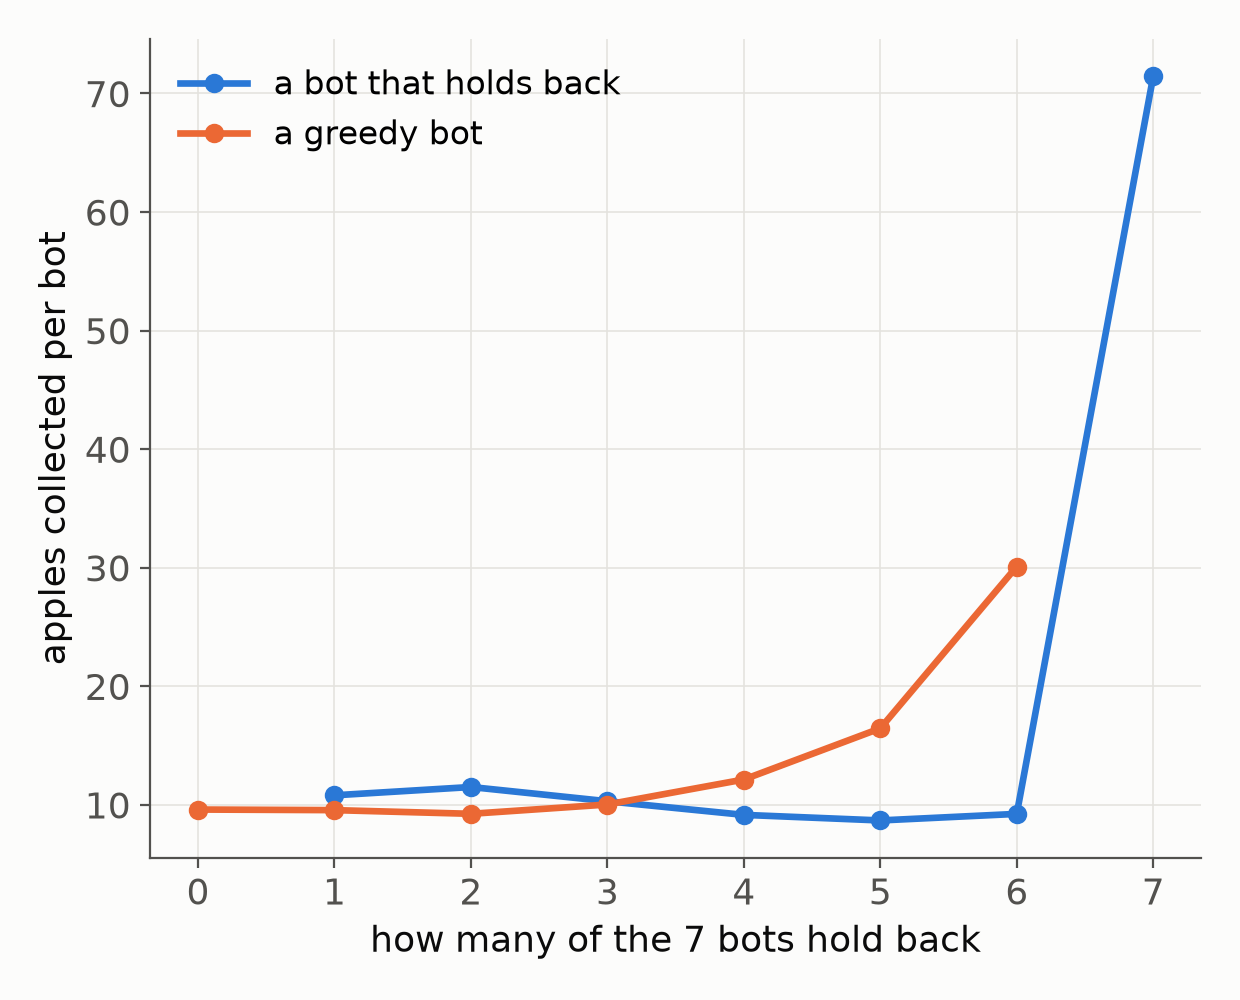 a bot that holds back
a greedy bot
apples collected per bot
70
60
50
40
30
20
10
0 1 2 3 4 5 6 7
how many of the 7 bots hold back